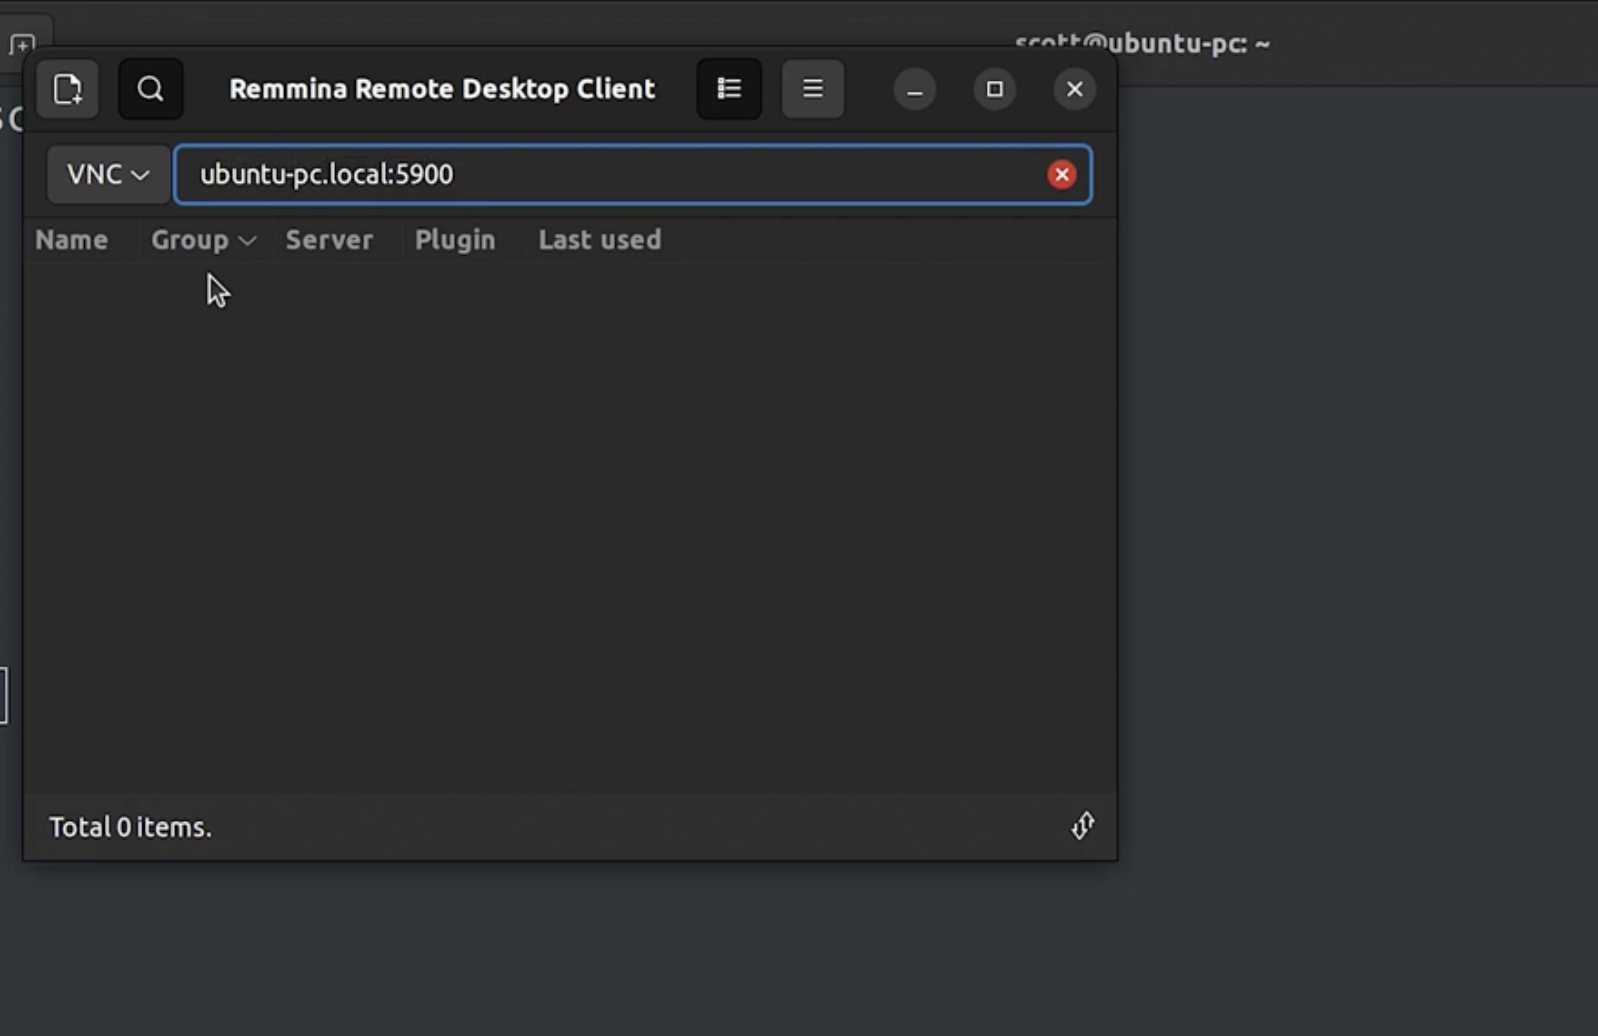 scott@ubuntu-pc: ~
Remmina Remote Desktop Client
VNC
ubuntu-pc.local:5900
Name Group Server Plugin Last used
Total 0 items.